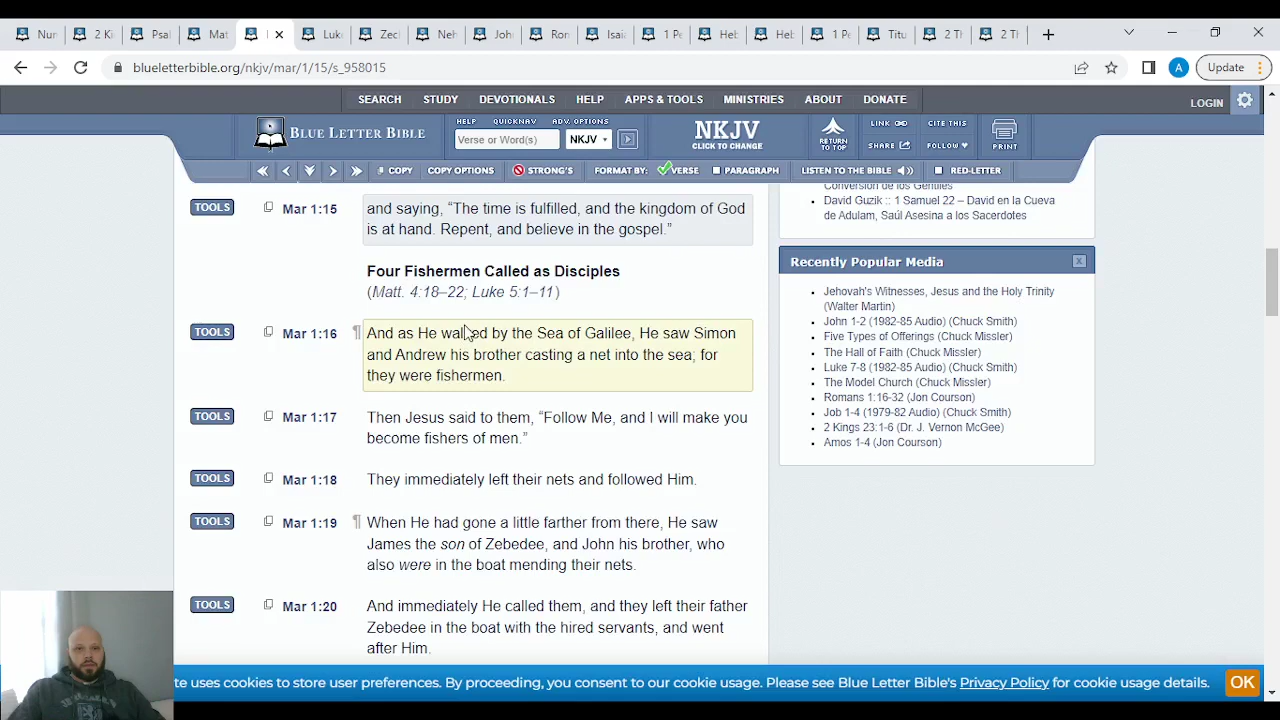 Nur
2 Ki
Psal
Mat
Luk
Zec
Neh
Joh
Rom
Isaia
1 Pe
Heb
Heb
1 Pe
Titu
2 Th
2 Th
blueletterbible.org/nkjv/mar/1/15/s_958015
A
Update
SEARCH STUDY DEVOTIONALS HELP APPS & TOOLS MINISTRIES ABOUT DONATE
LOGIN
BLUE LETTER BIBLE
HELP QUICKNAV ADV. OPTIONS
Verse or Word(s)
NKJV
NKJV
CLICK TO CHANGE
RETURN
TO TOP
LINK
SHARE
CITE THIS
FOLLOW
PRINT
COPY COPY OPTIONS STRONG'S FORMAT BY: VERSE PARAGRAPH LISTEN TO THE BIBLE RED-LETTER
TOOLS Mar 1:15 and saying, “The time is fulfilled, and the kingdom of God
is at hand. Repent, and believe in the gospel.”
Four Fishermen Called as Disciples
(Matt. 4:18–22; Luke 5:1–11)
TOOLS Mar 1:16 ¶ And as He walked by the Sea of Galilee, He saw Simon
and Andrew his brother casting a net into the sea; for
they were fishermen.
TOOLS Mar 1:17 Then Jesus said to them, “Follow Me, and I will make you
become fishers of men.”
TOOLS Mar 1:18 They immediately left their nets and followed Him.
TOOLS Mar 1:19 ¶ When He had gone a little farther from there, He saw
James the son of Zebedee, and John his brother, who
also were in the boat mending their nets.
TOOLS Mar 1:20 And immediately He called them, and they left their father
Zebedee in the boat with the hired servants, and went
after Him.
Conversion de los Gentiles
David Guzik :: 1 Samuel 22 – David en la Cueva
de Adulam, Saúl Asesina a los Sacerdotes
Recently Popular Media
x
Jehovah's Witnesses, Jesus and the Holy Trinity
(Walter Martin)
John 1-2 (1982-85 Audio) (Chuck Smith)
Five Types of Offerings (Chuck Missler)
The Hall of Faith (Chuck Missler)
Luke 7-8 (1982-85 Audio) (Chuck Smith)
The Model Church (Chuck Missler)
Romans 1:16-32 (Jon Courson)
Job 1-4 (1979-82 Audio) (Chuck Smith)
2 Kings 23:1-6 (Dr. J. Vernon McGee)
Amos 1-4 (Jon Courson)
te uses cookies to store user preferences. By proceeding, you consent to our cookie usage. Please see Blue Letter Bible's Privacy Policy for cookie usage details.
OK